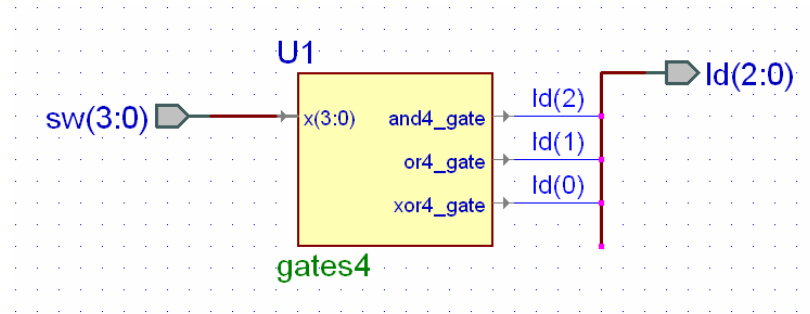 U1
sw(3:0)
x(3:0)
and4_gate
or4_gate
xor4_gate
ld(2)
ld(1)
ld(0)
ld(2:0)
gates4